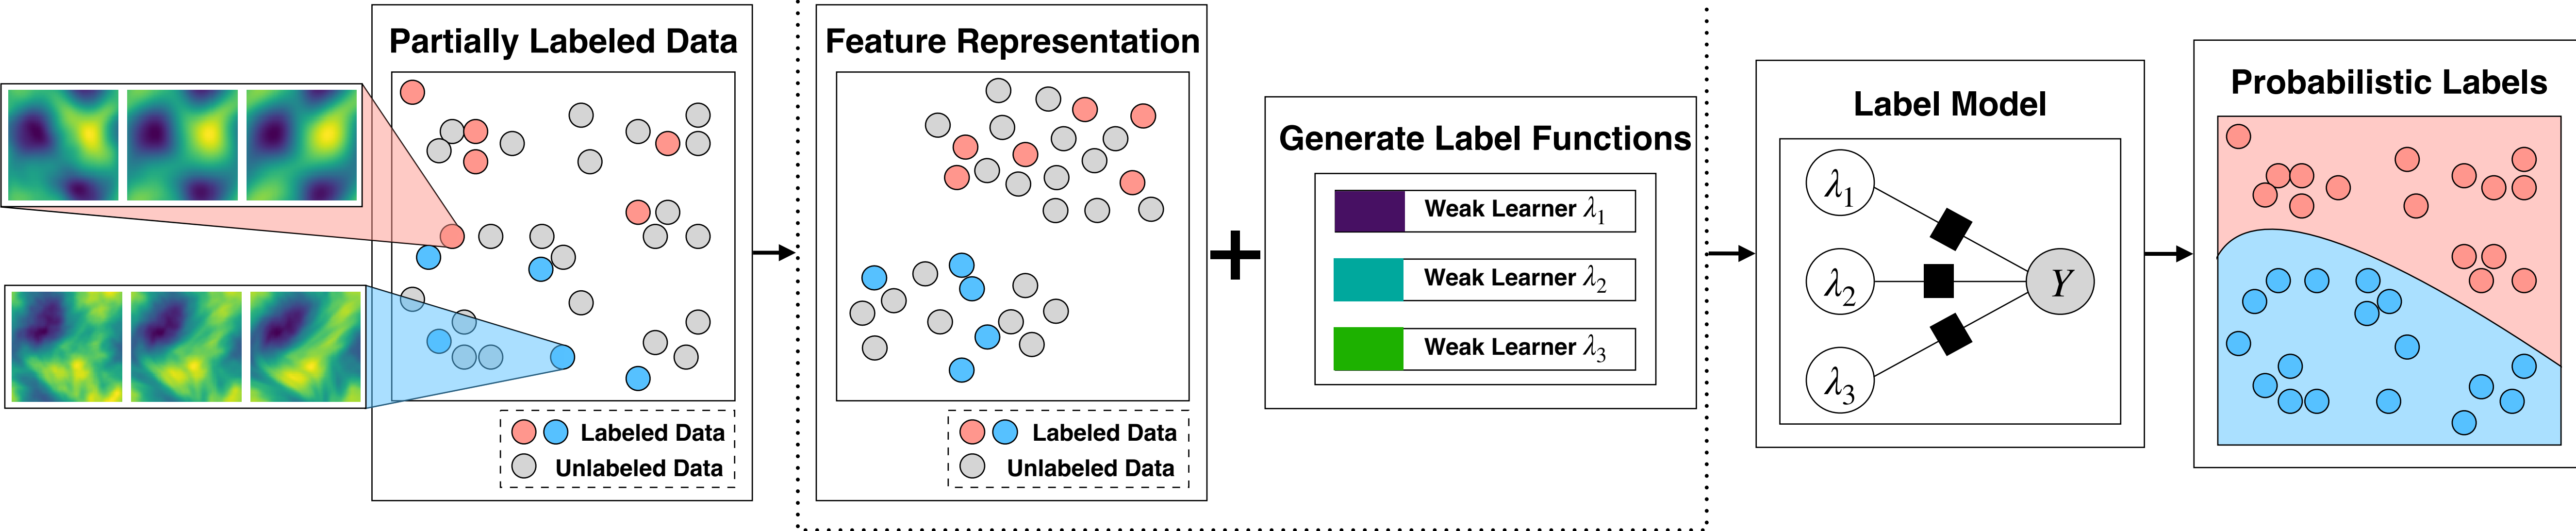 Partially Labeled Data
Labeled Data
Unlabeled Data
Feature Representation
Labeled Data
Unlabeled Data
+
Generate Label Functions
Weak Learner λ1
Weak Learner λ2
Weak Learner λ3
Label Model
λ1
λ2
λ3
Y
Probabilistic Labels